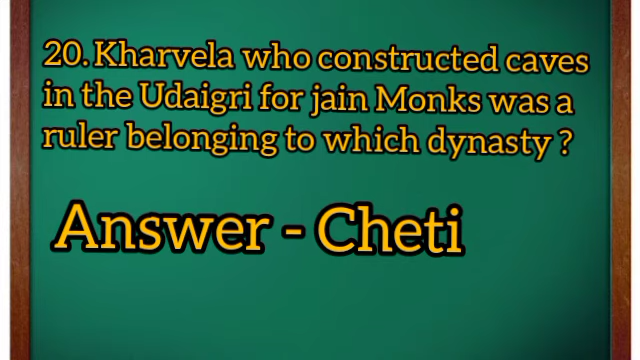 20. Kharvela who constructed caves
in the Udaigri for jain Monks was a
ruler belonging to which dynasty ?
Answer - Cheti